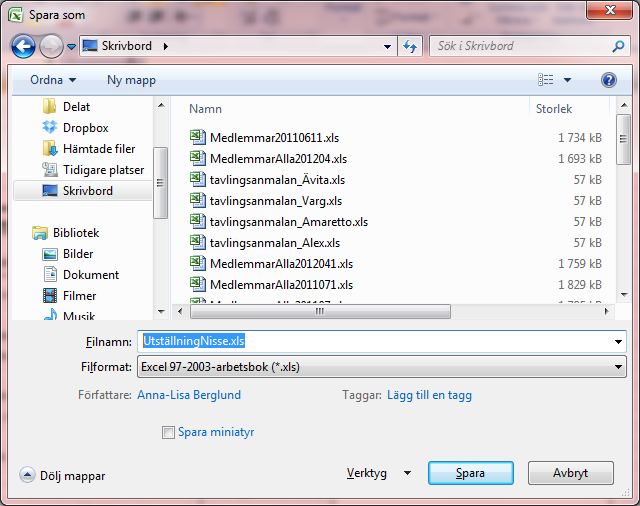 Spara som
Skrivbord
Sök i Skrivbord
Ordna
Ny mapp
Delat
Dropbox
Hämtade filer
Tidigare platser
Skrivbord
Bibliotek
Bilder
Dokument
Filmer
Musik
Namn Storlek
Medlemmar20110611.xls 1 734 kB
MedlemmarAlla201204.xls 1 693 kB
tavlingsanmalan_Ävita.xls 57 kB
tavlingsanmalan_Varg.xls 57 kB
tavlingsanmalan_Amaretto.xls 57 kB
tavlingsanmalan_Alex.xls 57 kB
MedlemmarAlla2012041.xls 1 759 kB
MedlemmarAlla2011071.xls 1 829 kB
Filnamn: UtställningNisse.xls
Filformat: Excel 97-2003-arbetsbok (*.xls)
Författare: Anna-Lisa Berglund Taggar: Lägg till en tagg
Spara miniatyr
Dölj mappar Verktyg Spara Avbryt